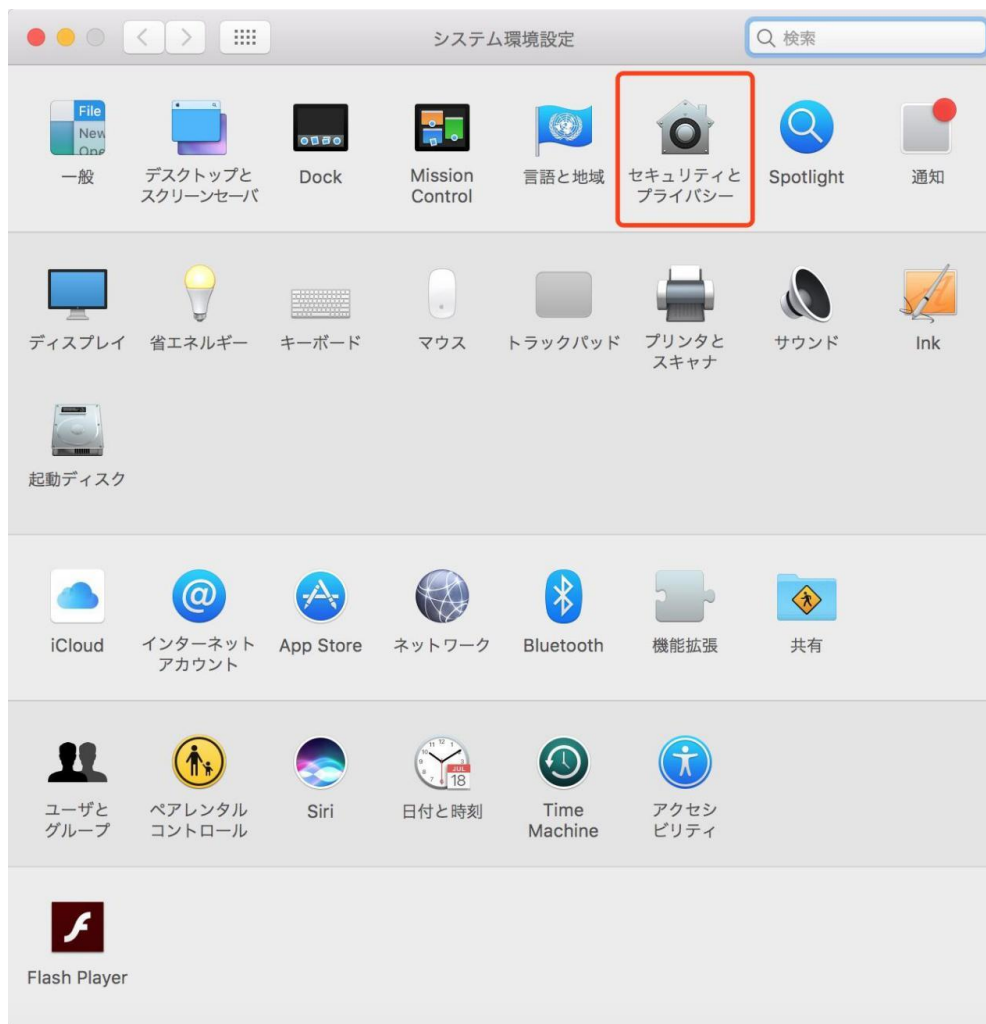 システム環境設定
検索
File
New
Ope
一般
デスクトップと
スクリーンセーバ
Dock
Mission
Control
言語と地域
セキュリティと
プライバシー
Spotlight
通知
ディスプレイ
省エネルギー
キーボード
マウス
トラックパッド
プリンタと
スキャナ
サウンド
Ink
起動ディスク
iCloud
インターネット
アカウント
App Store
ネットワーク
Bluetooth
機能拡張
共有
ユーザと
グループ
ペアレンタル
コントロール
Siri
JUL
18
日付と時刻
Time
Machine
アクセシ
ビリティ
Flash Player